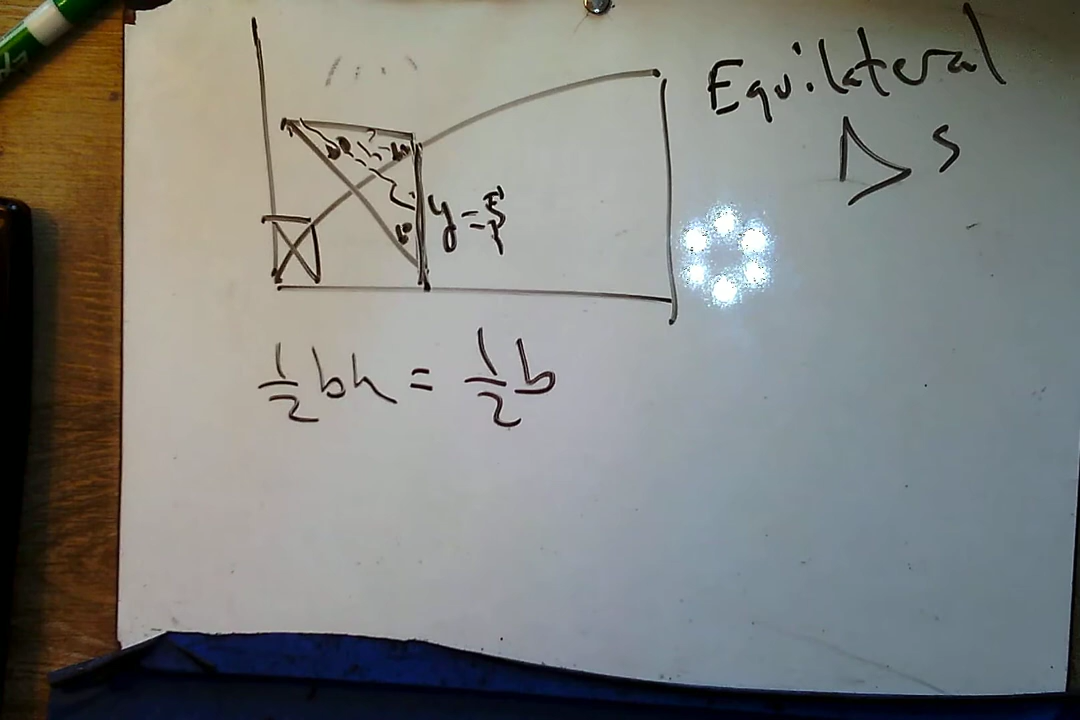 Equilateral
△s
y=
½bh = ½b